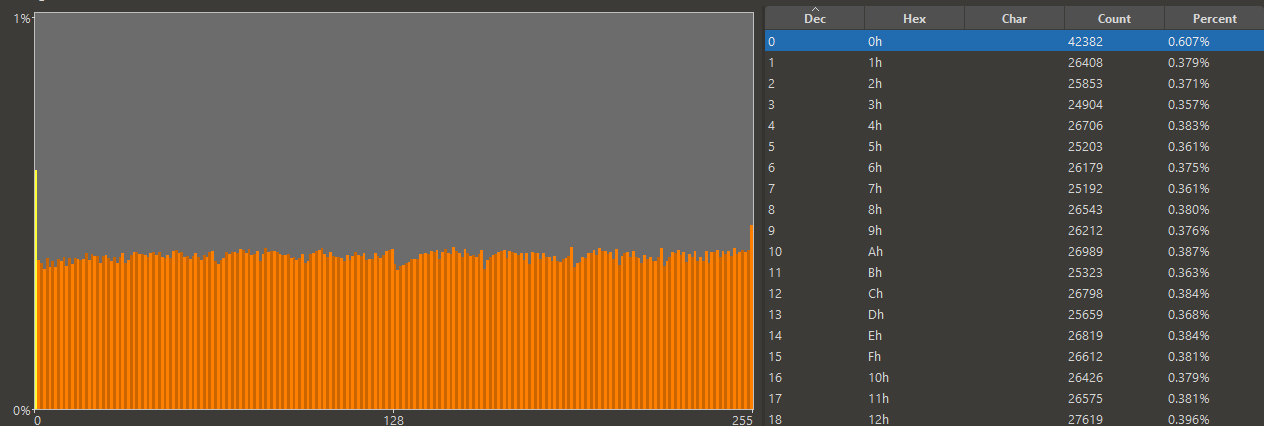 1%
0%
0 128 255
Dec Hex Char Count Percent
0 0h 42382 0.607%
1 1h 26408 0.379%
2 2h 25853 0.371%
3 3h 24904 0.357%
4 4h 26706 0.383%
5 5h 25203 0.361%
6 6h 26179 0.375%
7 7h 25192 0.361%
8 8h 26543 0.380%
9 9h 26212 0.376%
10 Ah 26989 0.387%
11 Bh 25323 0.363%
12 Ch 26798 0.384%
13 Dh 25659 0.368%
14 Eh 26819 0.384%
15 Fh 26612 0.381%
16 10h 26426 0.379%
17 11h 26575 0.381%
18 12h 27619 0.396%